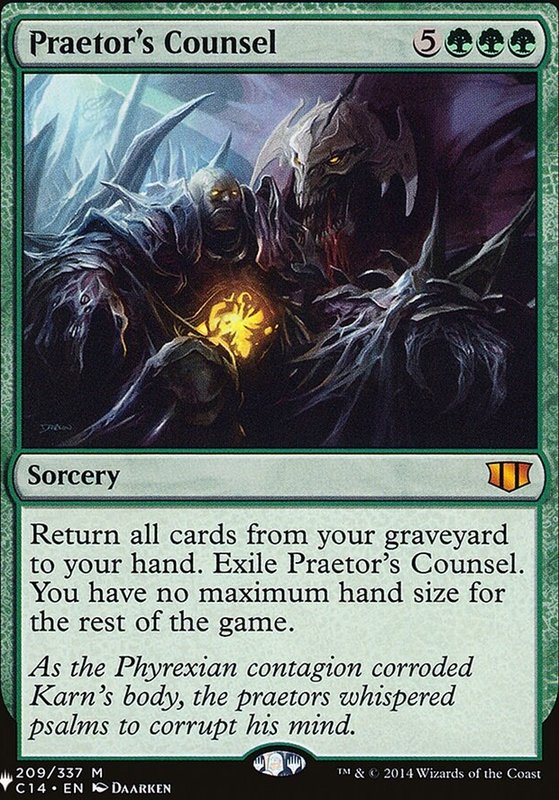 Praetor's Counsel 5
Sorcery
Return all cards from your graveyard
to your hand. Exile Praetor's Counsel.
You have no maximum hand size for
the rest of the game.
As the Phyrexian contagion corroded
Karn's body, the praetors whispered
psalms to corrupt his mind.
209/337 M
C14 • EN Daarken
™ & © 2014 Wizards of the Coast